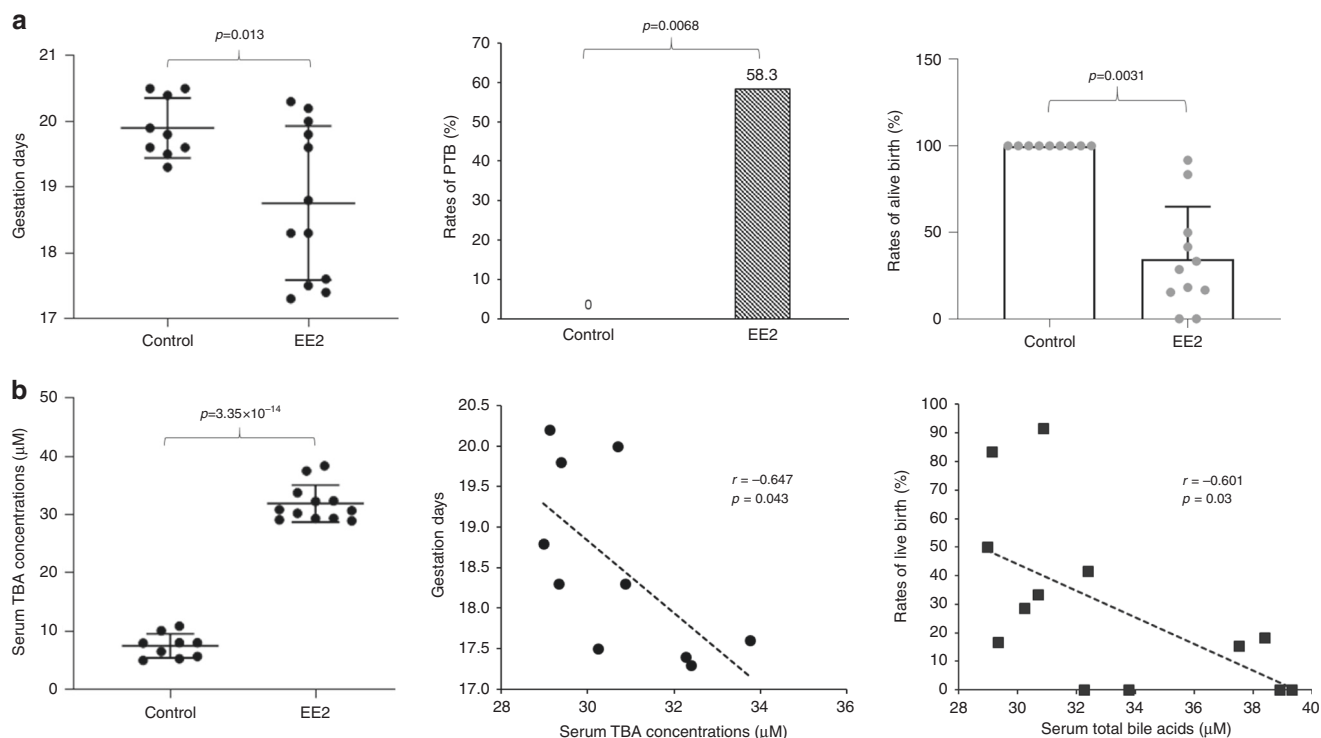 a
p=0.013
21
20
19
18
17
Gestation days
Control
EE2
p=0.0068
70
60
50
40
30
20
10
0
Rates of PTB (%)
58.3
0
Control
EE2
p=0.0031
150
100
50
0
Rates of alive birth (%)
Control
EE2
b
p=3.35×10⁻¹⁴
50
40
30
20
10
0
Serum TBA concentrations (μM)
Control
EE2
20.5
20.0
19.5
19.0
18.5
18.0
17.5
17.0
Gestation days
r = –0.647
p = 0.043
28 30 32 34 36
Serum TBA concentrations (μM)
100
90
80
70
60
50
40
30
20
10
0
Rates of live birth (%)
r = –0.601
p = 0.03
28 30 32 34 36 38 40
Serum total bile acids (μM)